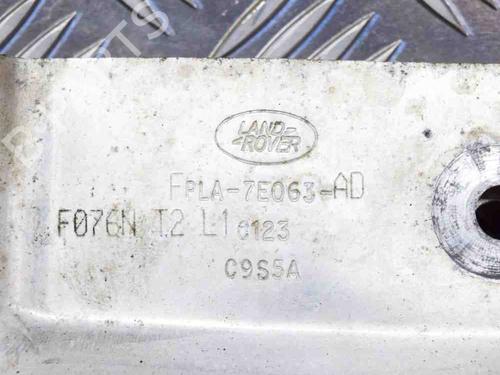 LAND-
-ROVER
FPLA-7E063-AD
F076N T2 L1 0123
C9S5A